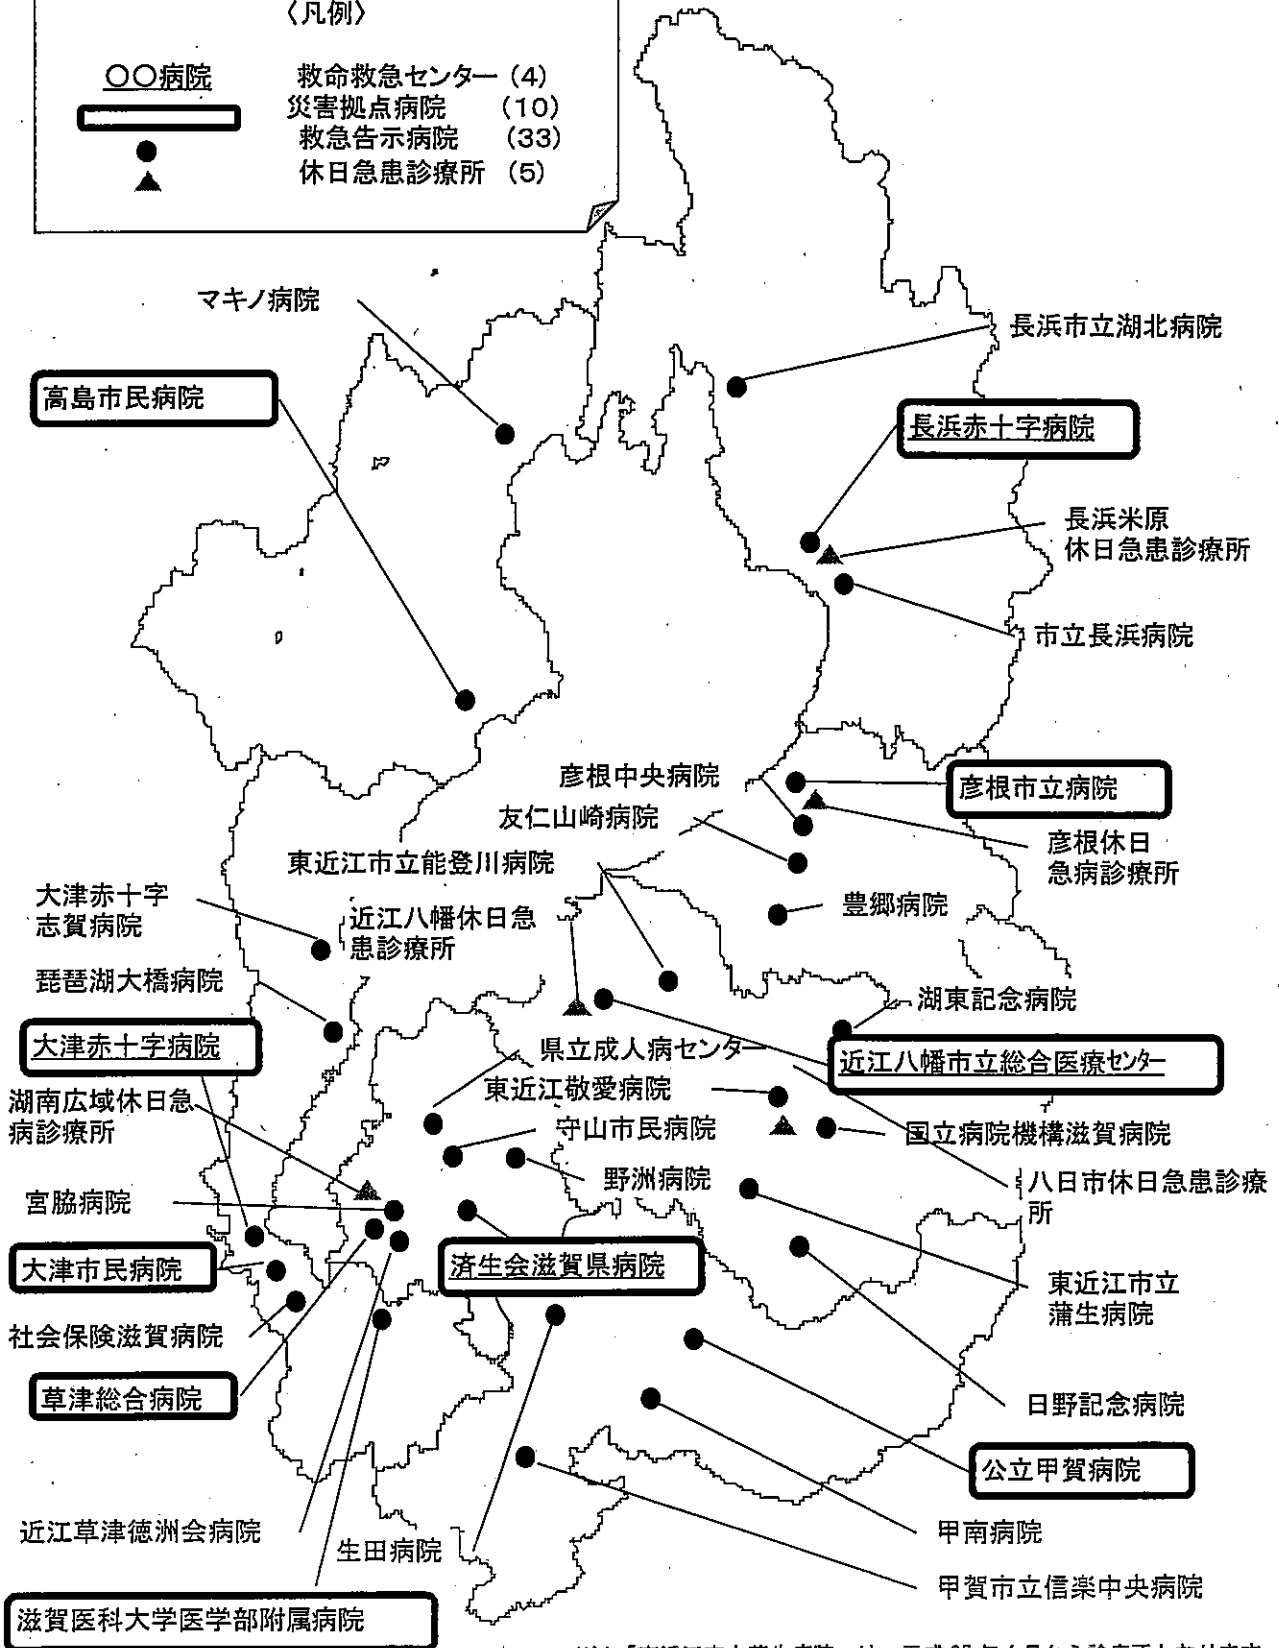 〈凡例〉
〇〇病院 救命救急センター (4)
災害拠点病院 (10)
救急告示病院 (33)
休日急患診療所 (5)
マキノ病院
長浜市立湖北病院
高島市民病院
長浜赤十字病院
長浜米原
休日急患診療所
市立長浜病院
彦根中央病院
彦根市立病院
友仁山崎病院
彦根休日
急病診療所
東近江市立能登川病院
大津赤十字
志賀病院
近江八幡休日急
患診療所
豊郷病院
琵琶湖大橋病院
湖東記念病院
大津赤十字病院
県立成人病センター
近江八幡市立総合医療センター
東近江敬愛病院
湖南広域休日急
病診療所
守山市民病院
国立病院機構滋賀病院
野洲病院
八日市休日急患診療
所
宮脇病院
大津市民病院
済生会滋賀県病院
東近江市立
蒲生病院
社会保険滋賀病院
草津総合病院
日野記念病院
公立甲賀病院
近江草津徳洲会病院
生田病院
甲南病院
甲賀市立信楽中央病院
滋賀医科大学医学部附属病院